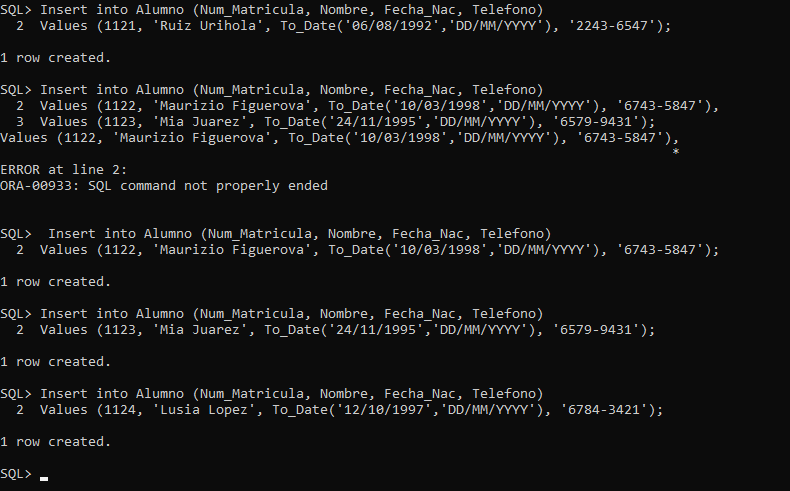 SQL> Insert into Alumno (Num_Matricula, Nombre, Fecha_Nac, Telefono)
  2  Values (1121, 'Ruiz Urihola', To_Date('06/08/1992','DD/MM/YYYY'), '2243-6547');
1 row created.
SQL> Insert into Alumno (Num_Matricula, Nombre, Fecha_Nac, Telefono)
  2  Values (1122, 'Maurizio Figuerova', To_Date('10/03/1998','DD/MM/YYYY'), '6743-5847'),
  3  Values (1123, 'Mia Juarez', To_Date('24/11/1995','DD/MM/YYYY'), '6579-9431');
Values (1122, 'Maurizio Figuerova', To_Date('10/03/1998','DD/MM/YYYY'), '6743-5847'),
                                                                                    *
ERROR at line 2:
ORA-00933: SQL command not properly ended
SQL>  Insert into Alumno (Num_Matricula, Nombre, Fecha_Nac, Telefono)
  2  Values (1122, 'Maurizio Figuerova', To_Date('10/03/1998','DD/MM/YYYY'), '6743-5847');
1 row created.
SQL> Insert into Alumno (Num_Matricula, Nombre, Fecha_Nac, Telefono)
  2  Values (1123, 'Mia Juarez', To_Date('24/11/1995','DD/MM/YYYY'), '6579-9431');
1 row created.
SQL> Insert into Alumno (Num_Matricula, Nombre, Fecha_Nac, Telefono)
  2  Values (1124, 'Lusia Lopez', To_Date('12/10/1997','DD/MM/YYYY'), '6784-3421');
1 row created.
SQL>